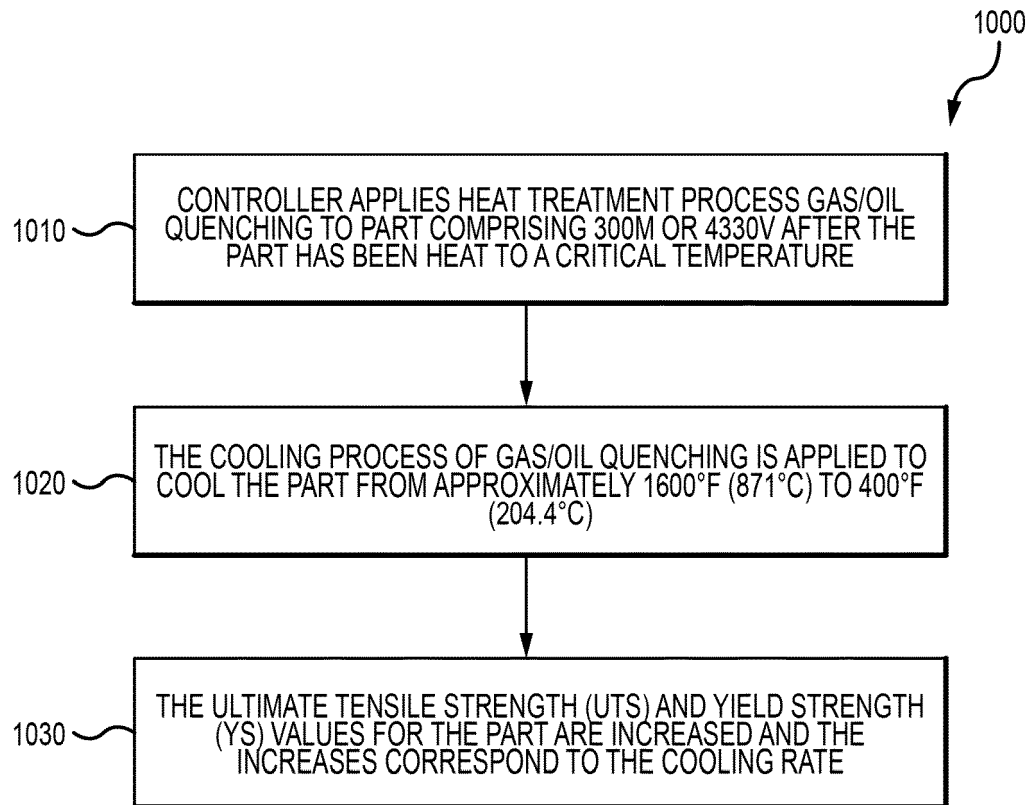 1000
1010
CONTROLLER APPLIES HEAT TREATMENT PROCESS GAS/OIL
QUENCHING TO PART COMPRISING 300M OR 4330V AFTER THE
PART HAS BEEN HEAT TO A CRITICAL TEMPERATURE
1020
THE COOLING PROCESS OF GAS/OIL QUENCHING IS APPLIED TO
COOL THE PART FROM APPROXIMATELY 1600°F (871°C) TO 400°F
(204.4°C)
1030
THE ULTIMATE TENSILE STRENGTH (UTS) AND YIELD STRENGTH
(YS) VALUES FOR THE PART ARE INCREASED AND THE
INCREASES CORRESPOND TO THE COOLING RATE